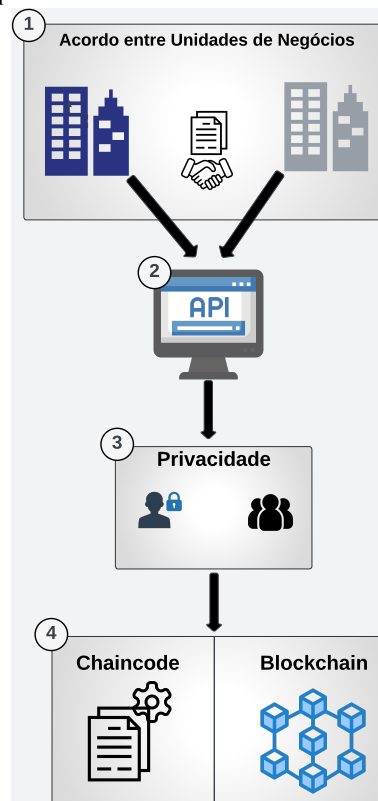 1
Acordo entre Unidades de Negócios
2
API
3
Privacidade
4
Chaincode
Blockchain